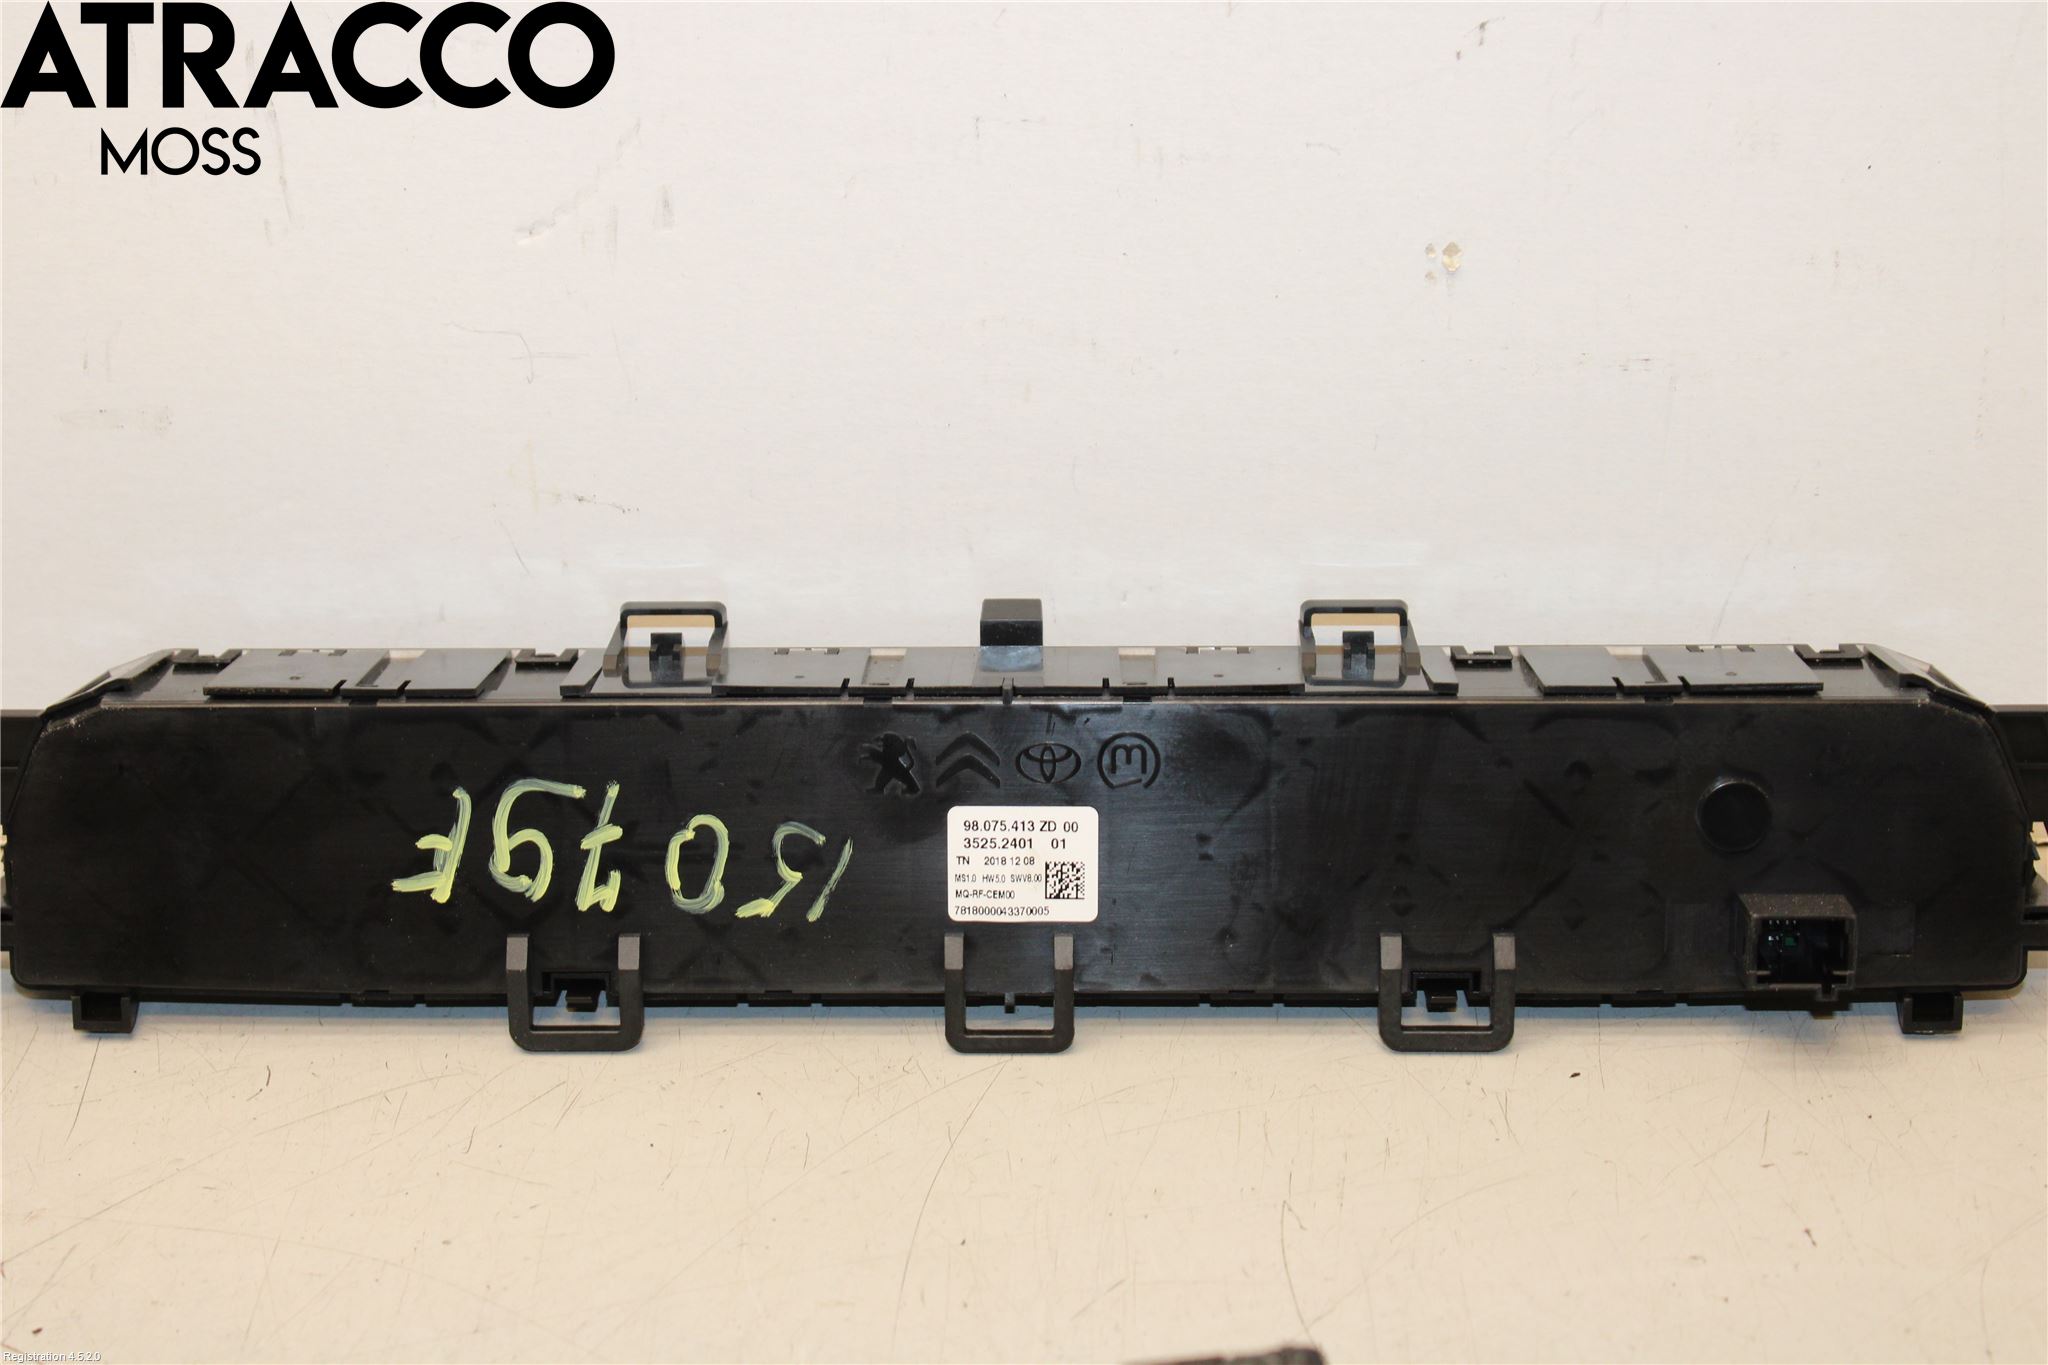 ATRACCO
MOSS
98.075.413 ZD 00
3525.2401 01
TN 2018 12 08
MS1.0 HW5.0 SWV8.00
MQ-RF-CEM00
7818000043370005
Registration 4.5.2.0